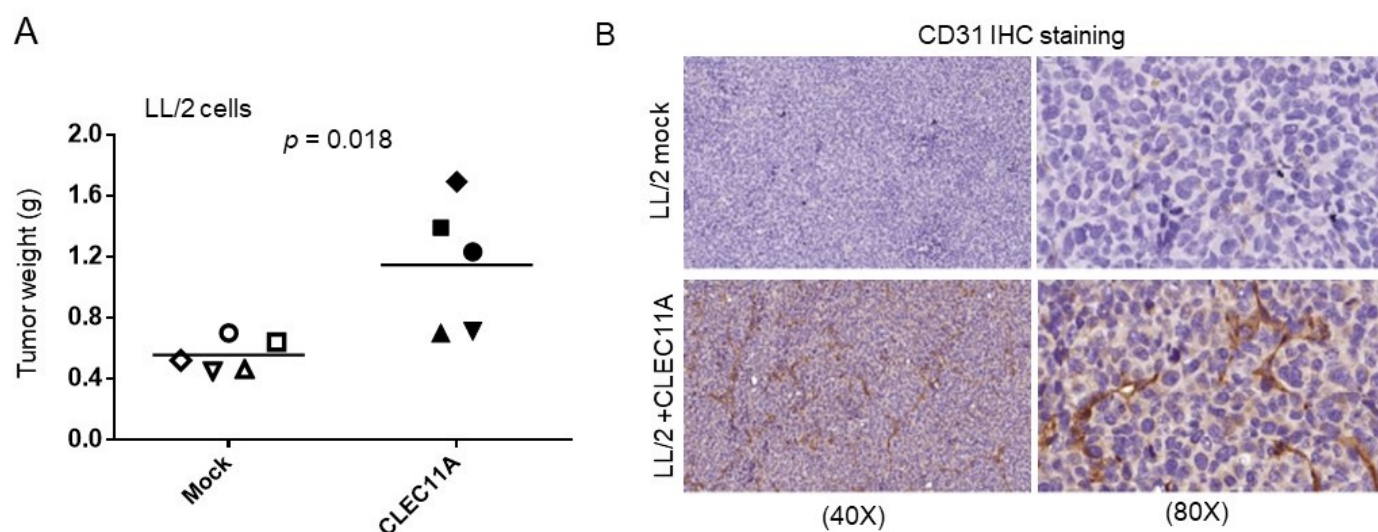 A
LL/2 cells
p = 0.018
Tumor weight (g)
2.0
1.6
1.2
0.8
0.4
0.0
Mock
CLEC11A
B
CD31 IHC staining
LL/2 mock
LL/2 +CLEC11A
(40X)
(80X)